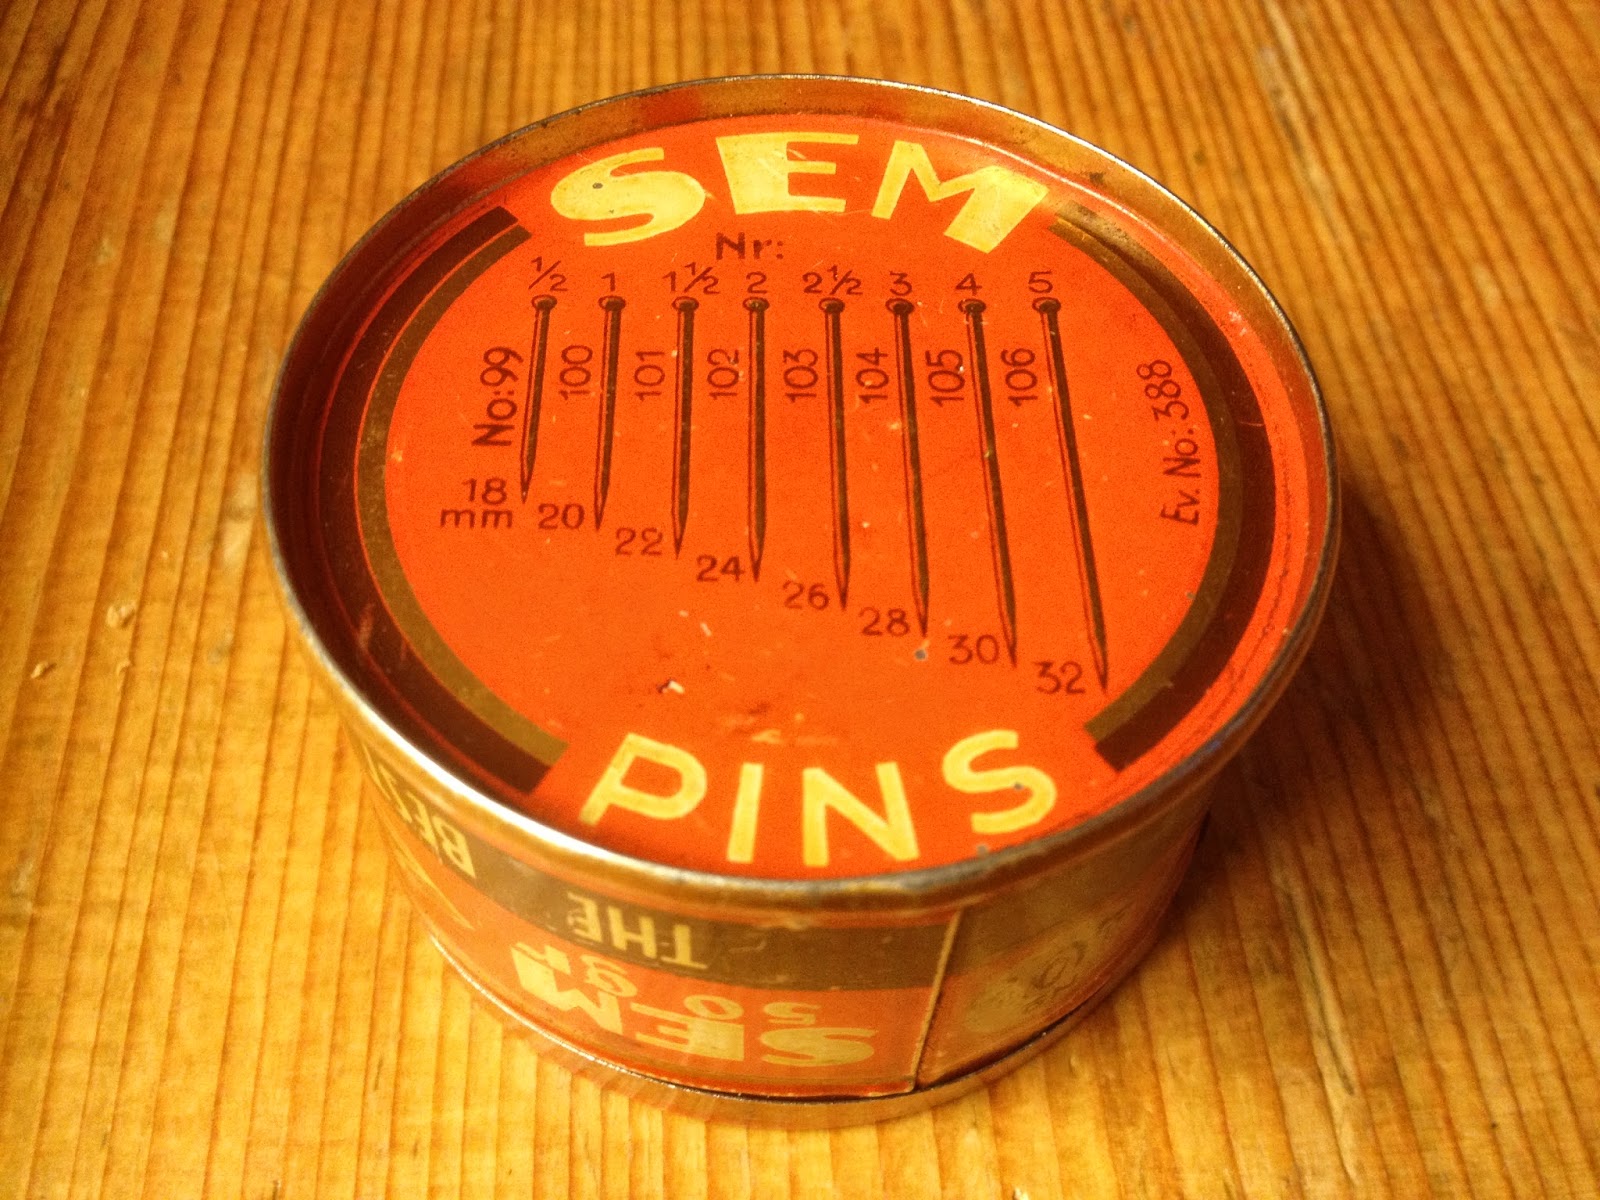 SEM
Nr:
½ 1 1½ 2 2½ 3 4 5
No:99 100 101 102 103 104 105 106
18 mm 20 22 24 26 28 30 32
Ev. No.: 388
PINS
THE BEST
50 gr
SEM